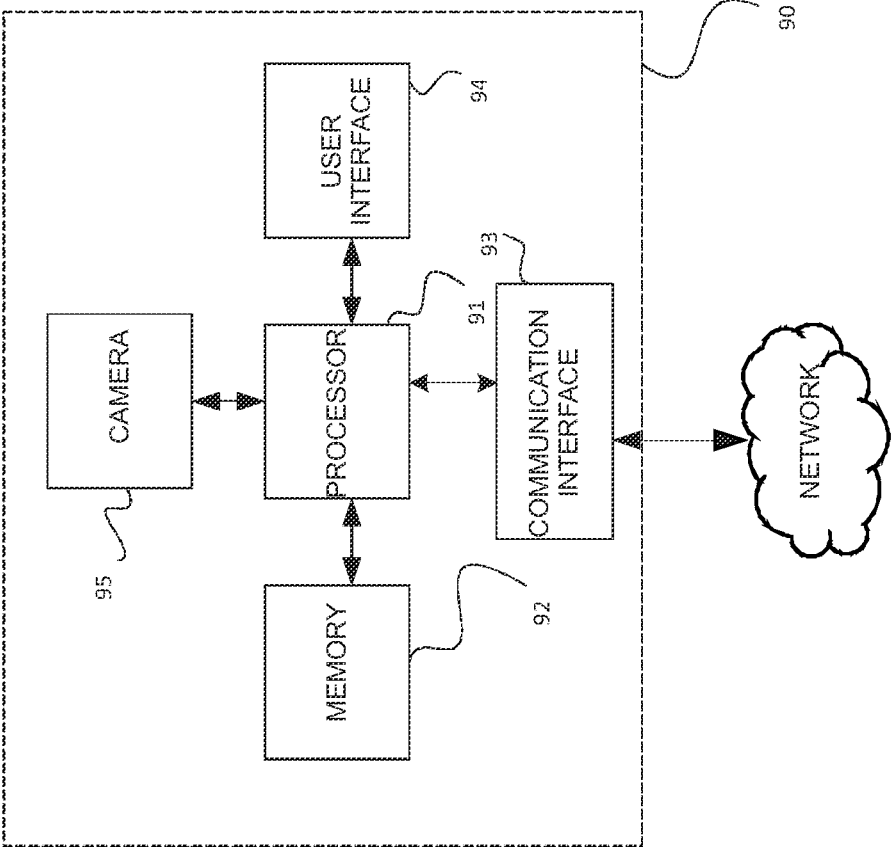 90
95
CAMERA
MEMORY
92
PROCESSOR
91
USER
INTERFACE
94
COMMUNICATION
INTERFACE
93
NETWORK